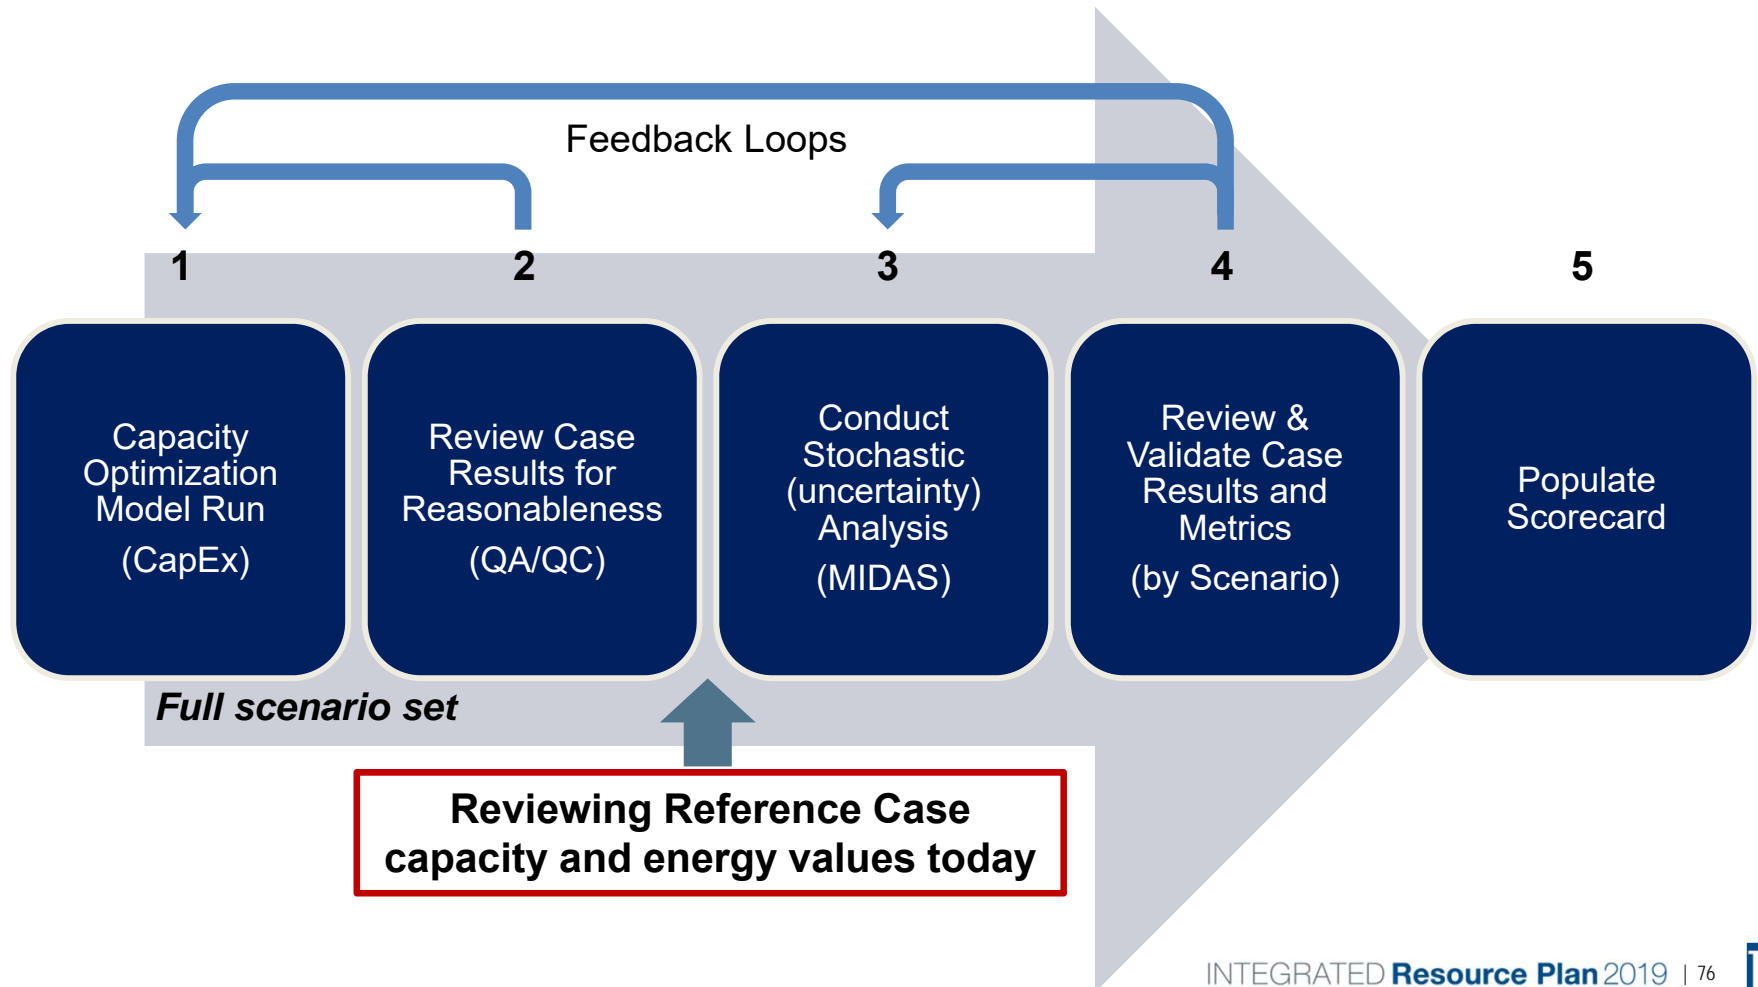 Feedback Loops
1
2
3
4
5
Capacity
Optimization
Model Run
(CapEx)
Review Case
Results for
Reasonableness
(QA/QC)
Conduct
Stochastic
(uncertainty)
Analysis
(MIDAS)
Review &
Validate Case
Results and
Metrics
(by Scenario)
Populate
Scorecard
Full scenario set
Reviewing Reference Case
capacity and energy values today
INTEGRATED Resource Plan 2019 | 76